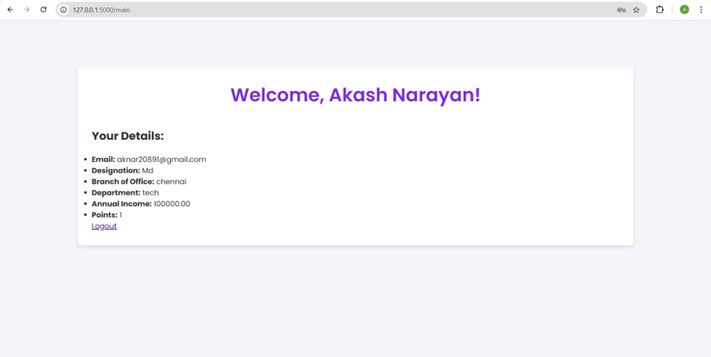 127.0.0.1:5000/main
Welcome, Akash Narayan!
Your Details:
Email: aknar20891@gmail.com
Designation: Md
Branch of Office: chennai
Department: tech
Annual Income: 100000.00
Points: 1
Logout